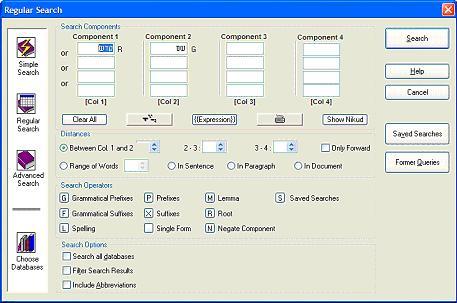 Regular Search
Simple Search
Regular Search
Advanced Search
Choose Databases
Search Components
Component 1 Component 2 Component 3 Component 4
or R G
or
or
or
[Col 1] [Col 2] [Col 3] [Col 4]
Clear All {{Expression}} Show Nikud
Distances
Between Col. 1 and 2 2 - 3 : 3 - 4 : Only Forward
Range of Words In Sentence In Paragraph In Document
Search Operators
G Grammatical Prefixes P Prefixes M Lemma S Saved Searches
F Grammatical Suffixes X Suffixes R Root
L Spelling Single Form N Negate Component
Search Options
Search all databases
Filter Search Results
Include Abbreviations
Search
Help
Cancel
Saved Searches
Former Queries